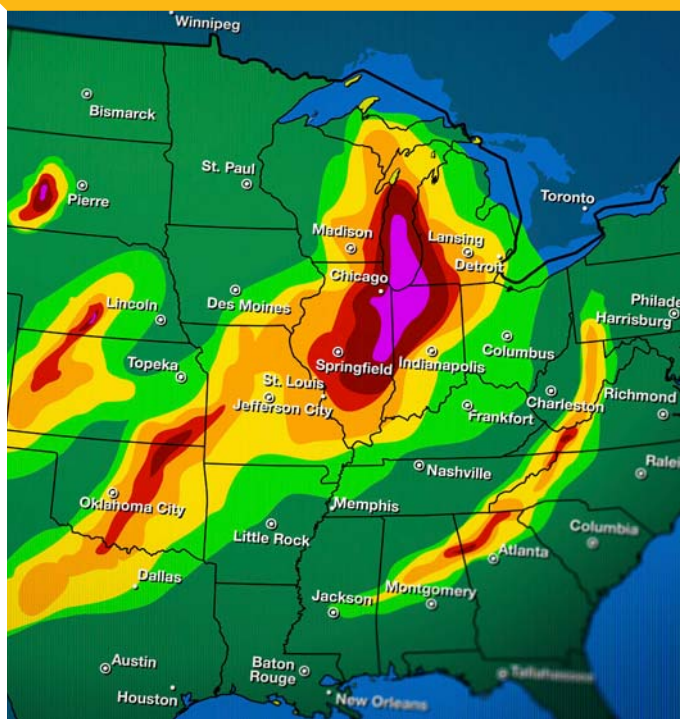 Winnipeg
Bismarck
St. Paul
Pierre
Toronto
Madison
Lansing
Detroit
Chicago
Lincoln
Des Moines
Philade
Harrisburg
Columbus
Topeka
Springfield
Indianapolis
St. Louis
Jefferson City
Charleston
Richmond
Frankfort
Nashville
Ralei
Oklahoma City
Memphis
Little Rock
Columbia
Atlanta
Dallas
Montgomery
Jackson
Austin
Baton
Rouge
Tallahassee
Houston
New Orleans